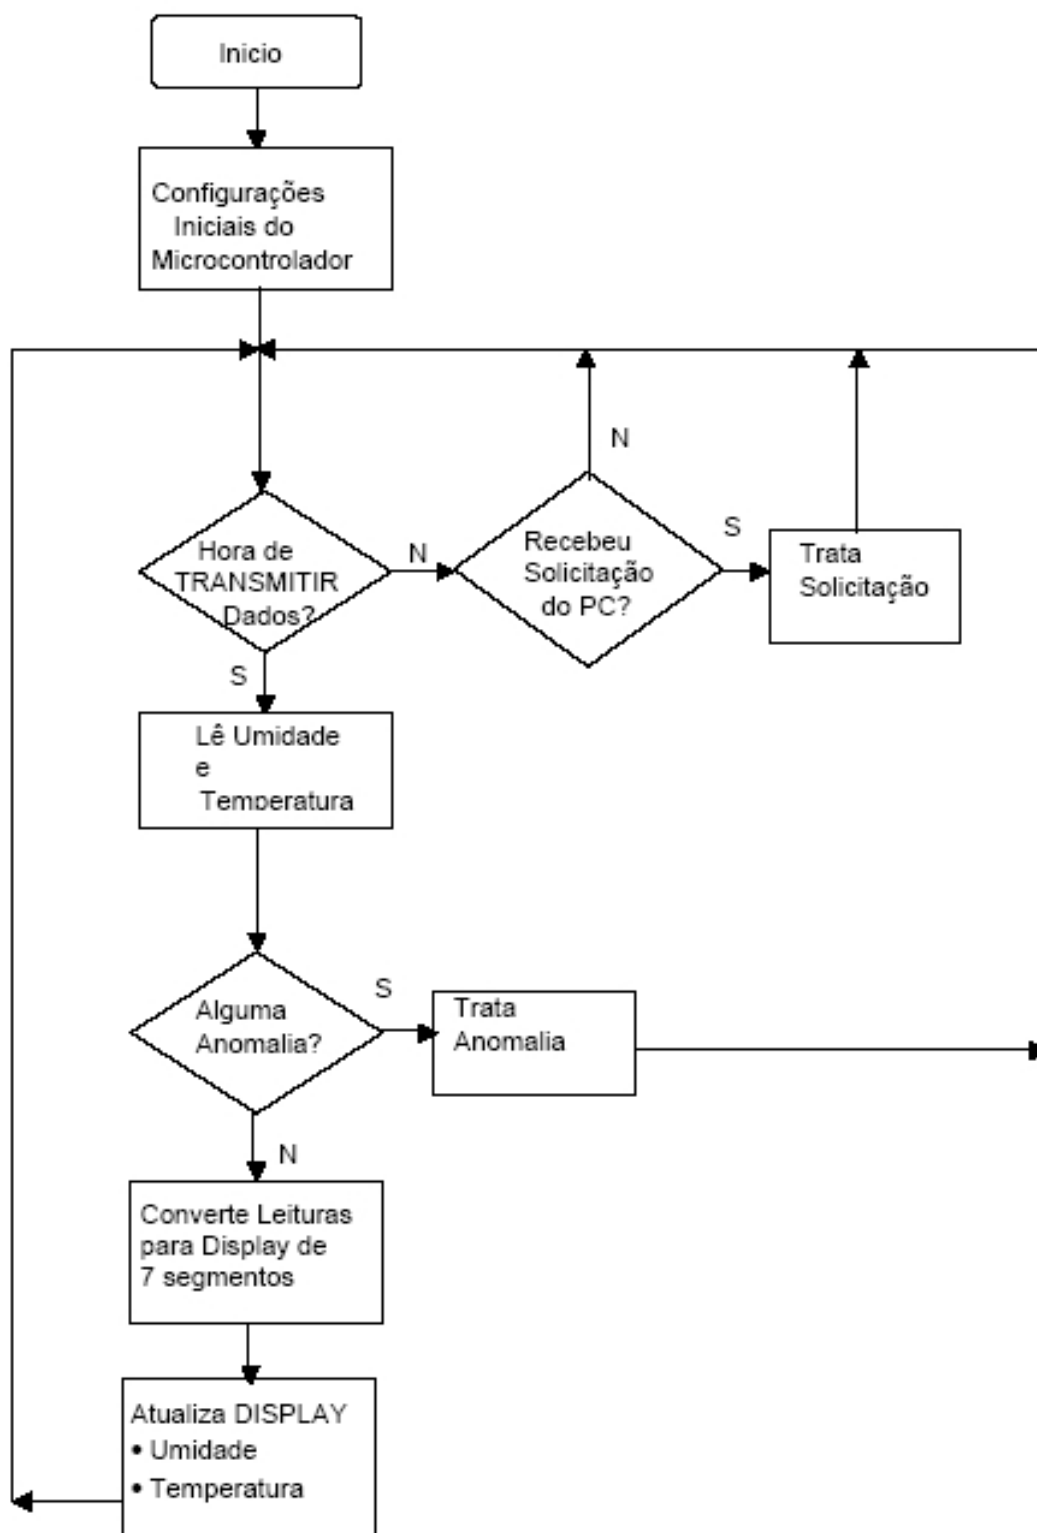 Inicio
Configurações
Iniciais do
Microcontrolador
N
Hora de
TRANSMITIR
Dados?
N
Recebeu
Solicitação
do PC?
S
Trata
Solicitação
S
Lê Umidade
e
Temperatura
Alguma
Anomalia?
S
Trata
Anomalia
N
Converte Leituras
para Display de
7 segmentos
Atualiza DISPLAY
• Umidade
• Temperatura